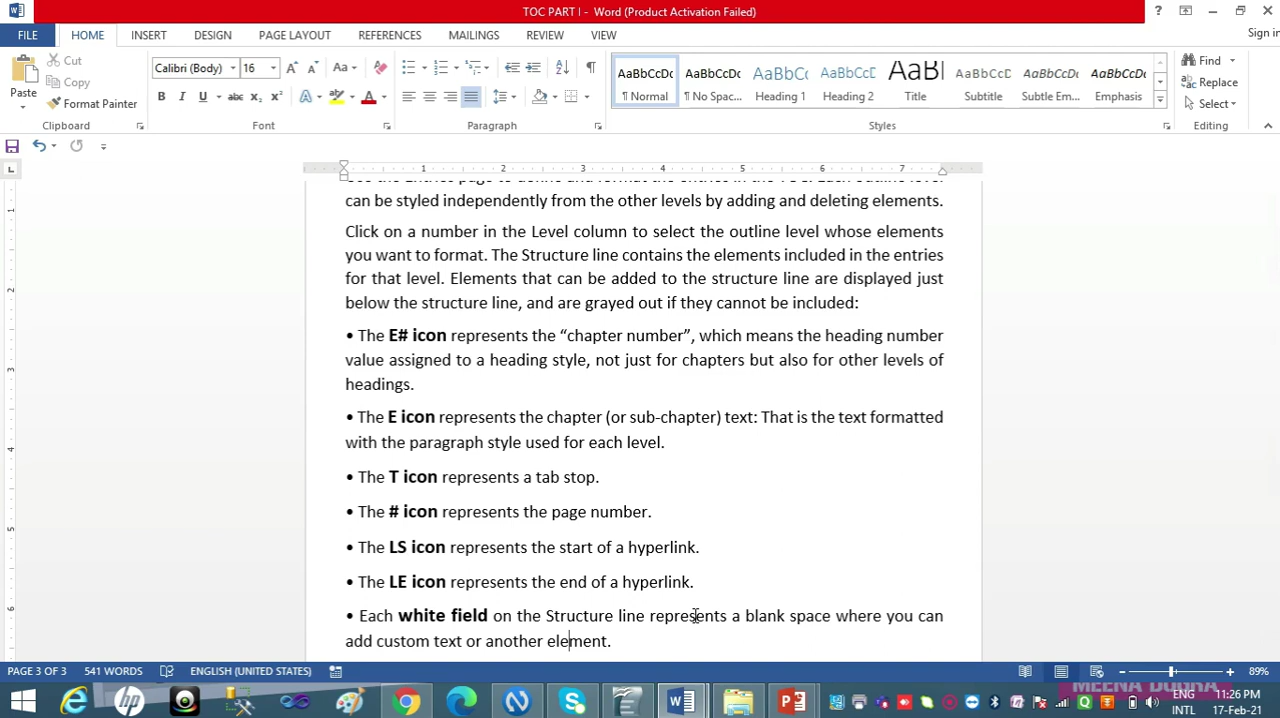 TOC PART I - Word (Product Activation Failed)
Sign in
FILE HOME INSERT DESIGN PAGE LAYOUT REFERENCES MAILINGS REVIEW VIEW
Paste
Cut
Copy
Format Painter
Clipboard
Calibri (Body) 16
Font
Paragraph
AaBbCcDc AaBbCcDc AaBbCc AaBbCcC AaBI AaBbCcD AaBbCcDc AaBbCcDc
¶ Normal ¶ No Spac... Heading 1 Heading 2 Title Subtitle Subtle Em... Emphasis
Styles
Find
Replace
Select
Editing
1 2 3 4 5 6 7
can be styled independently from the other levels by adding and deleting elements.
Click on a number in the Level column to select the outline level whose elements
you want to format. The Structure line contains the elements included in the entries
for that level. Elements that can be added to the structure line are displayed just
below the structure line, and are grayed out if they cannot be included:
• The E# icon represents the “chapter number”, which means the heading number
value assigned to a heading style, not just for chapters but also for other levels of
headings.
• The E icon represents the chapter (or sub-chapter) text: That is the text formatted
with the paragraph style used for each level.
• The T icon represents a tab stop.
• The # icon represents the page number.
• The LS icon represents the start of a hyperlink.
• The LE icon represents the end of a hyperlink.
• Each white field on the Structure line represents a blank space where you can
add custom text or another element.
PAGE 3 OF 3 541 WORDS ENGLISH (UNITED STATES) 89%
ENG 11:26 PM
INTL 17-Feb-21